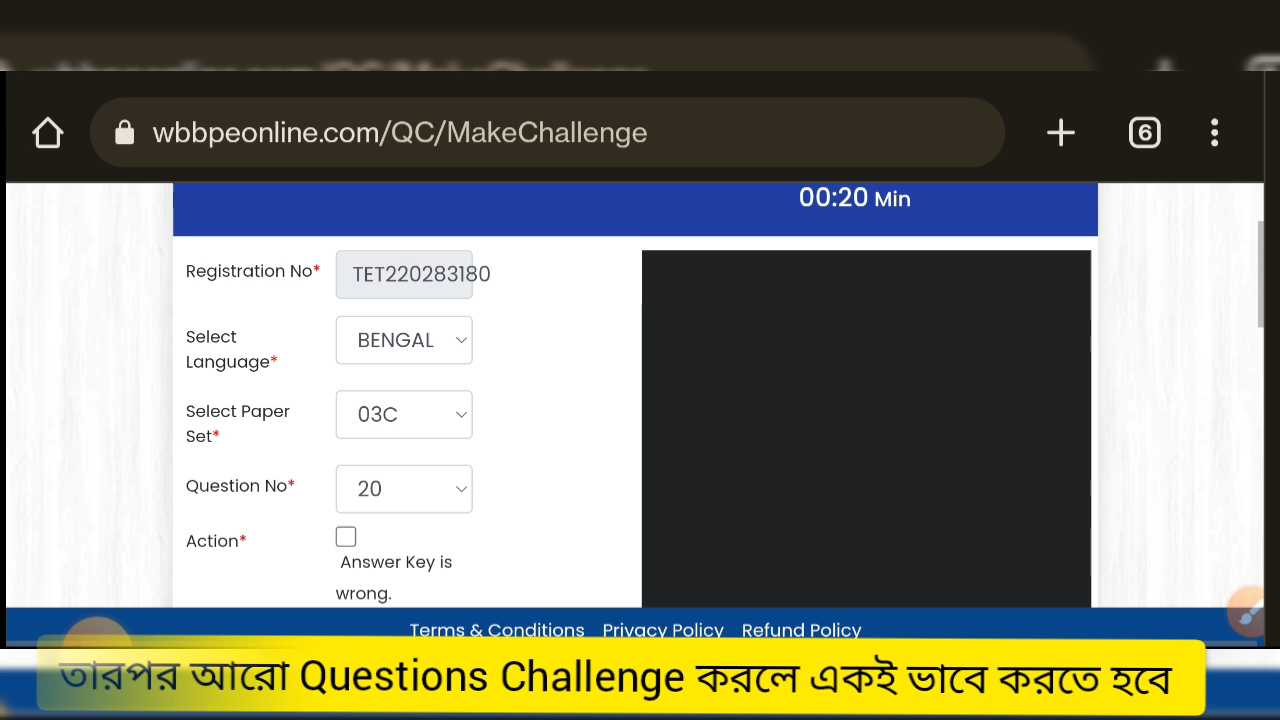 wbbpeonline.com/QC/MakeChallenge
6
00:20 Min
Registration No*
TET220283180
Select
Language*
BENGAL
Select Paper
Set*
03C
Question No*
20
Action*
Answer Key is
wrong.
Terms & Conditions Privacy Policy Refund Policy
তারপর আরো Questions Challenge করলে একই ভাবে করতে হবে